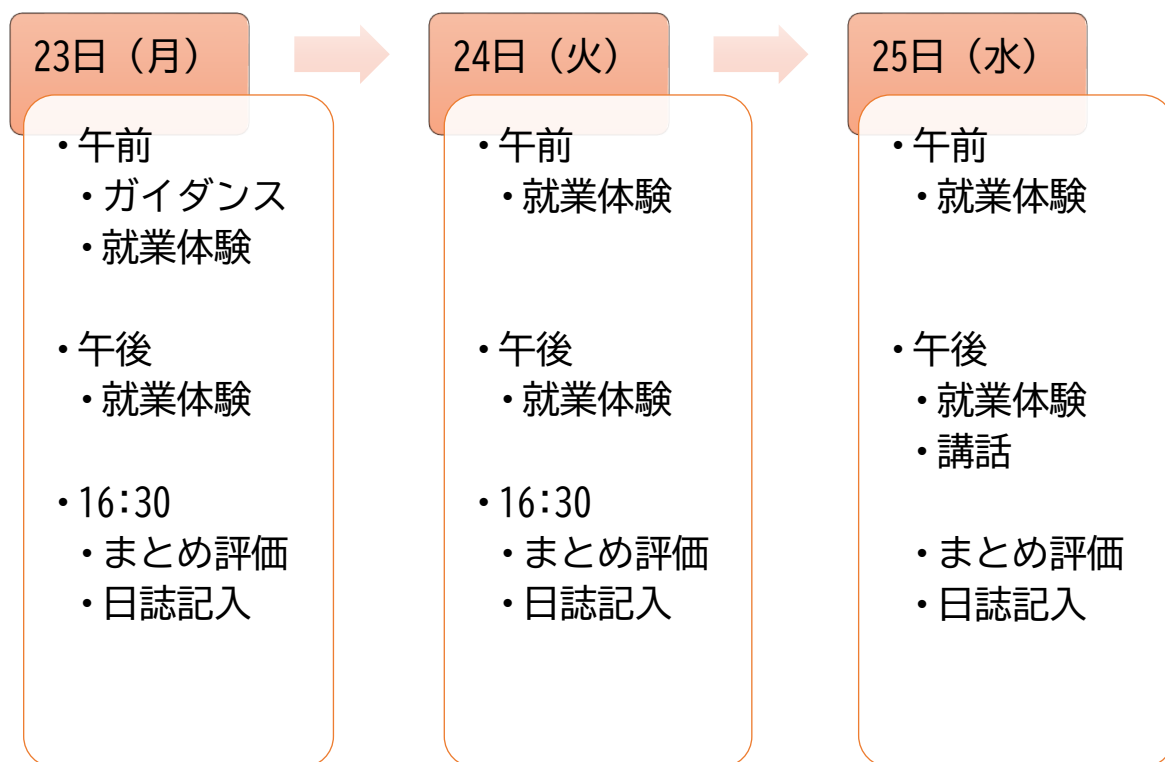 23日（月）
・午前
・ガイダンス
・就業体験
・午後
・就業体験
・16:30
・まとめ評価
・日誌記入
24日（火）
・午前
・就業体験
・午後
・就業体験
・16:30
・まとめ評価
・日誌記入
25日（水）
・午前
・就業体験
・午後
・就業体験
・講話
・まとめ評価
・日誌記入